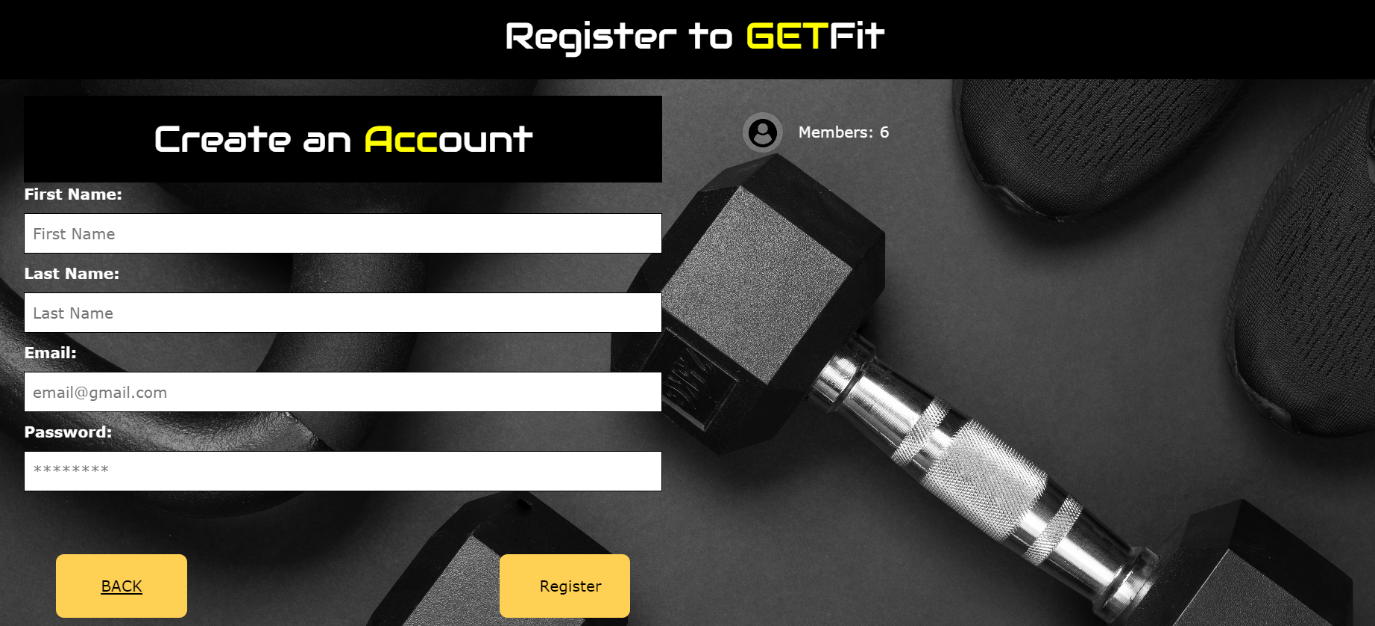 Register to GETFit
Create an Account
Members: 6
First Name:
First Name
Last Name:
Last Name
Email:
email@gmail.com
Password:
********
BACK
Register